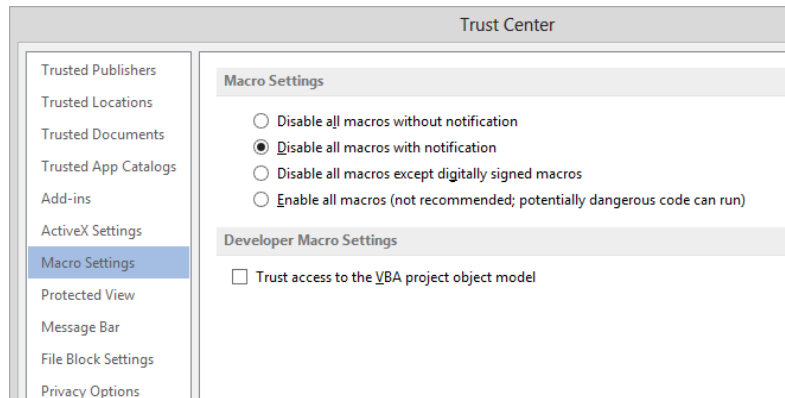 Trust Center
Trusted Publishers
Trusted Locations
Trusted Documents
Trusted App Catalogs
Add-ins
ActiveX Settings
Macro Settings
Protected View
Message Bar
File Block Settings
Privacy Options
Macro Settings
Disable all macros without notification
Disable all macros with notification
Disable all macros except digitally signed macros
Enable all macros (not recommended; potentially dangerous code can run)
Developer Macro Settings
Trust access to the VBA project object model